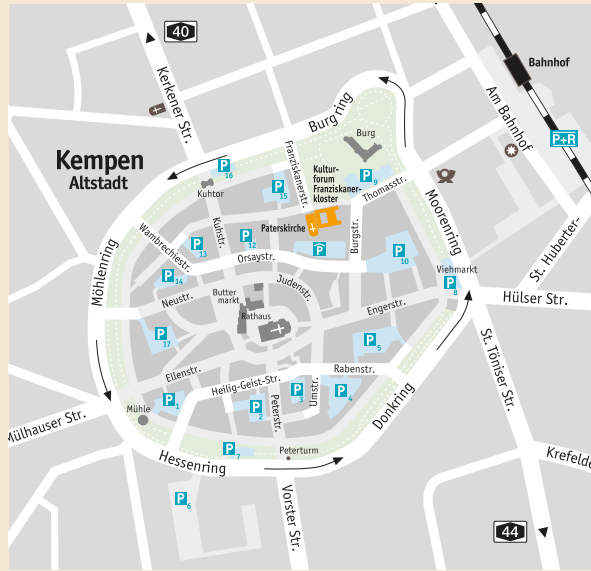 40
Kerkener Str.
Bahnhof
Am Bahnhof
P+R
Burgring
Kempen
Altstadt
Burg
P
16
Kuhtor
Franziskanerstr.
P
15
Kultur-
forum
Franziskaner-
kloster
P
9
Thomasstr.
Moorenring
St. Huberter-
Paterskirche
Kuhstr.
Wambrechiestr.
P
13
P
12
P
Burgstr.
P
10
Orsaystr.
Viehmarkt
P
8
Möhlenring
P
14
Neustr.
Butter
markt
Judenstr.
Rathaus
Engerstr.
Hülser Str.
P
17
P
5
St. Töniser Str.
Ellenstr.
Heilig-Geist-Str.
Rabenstr.
P
1
P
2
P
3
P
4
Peterstr.
Umstr.
Mühle
Mülhauser Str.
Donkring
P
7
Peterturm
Hessenring
P
6
Vorster Str.
Krefelde
44